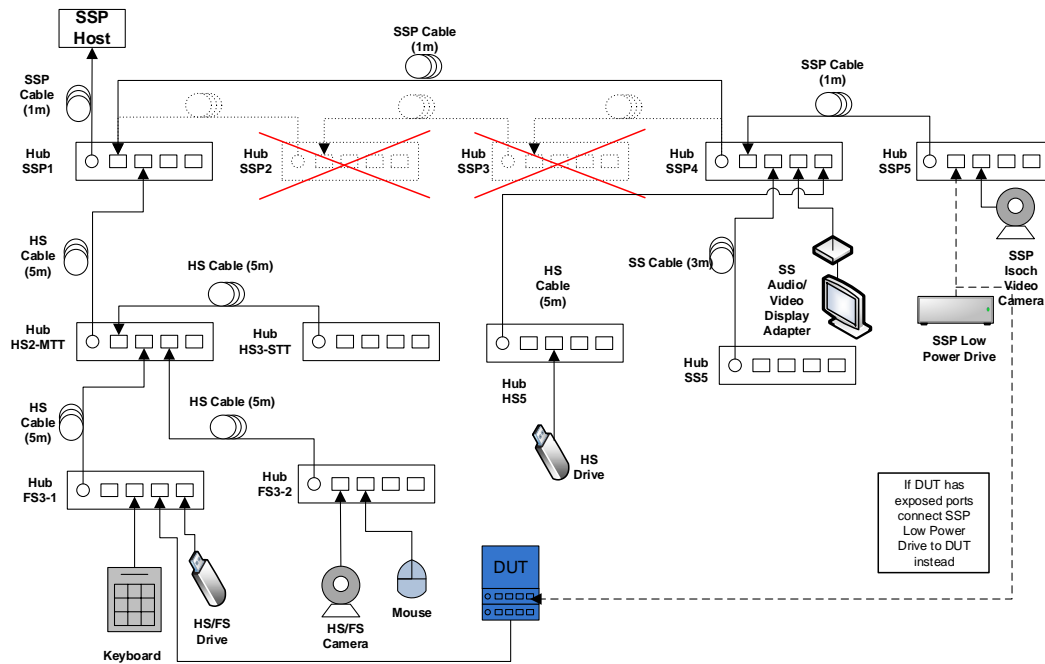 SSP
Host
SSP Cable
(1m)
SSP Cable
(1m)
SSP
Cable
(1m)
Hub
SSP1
Hub
SSP2
Hub
SSP3
Hub
SSP4
Hub
SSP5
HS
Cable
(5m)
HS Cable (5m)
HS
Cable
(5m)
SS Cable (3m)
SS
Audio/
Video
Display
Adapter
SSP
Isoch
Video
Camera
SSP Low
Power Drive
Hub
HS2-MTT
Hub
HS3-STT
Hub
HS5
Hub
SS5
HS
Cable
(5m)
HS Cable (5m)
HS
Drive
Hub
FS3-1
Hub
FS3-2
If DUT has
exposed ports
connect SSP
Low Power
Drive to DUT
instead
DUT
Keyboard
HS/FS
Drive
HS/FS
Camera
Mouse